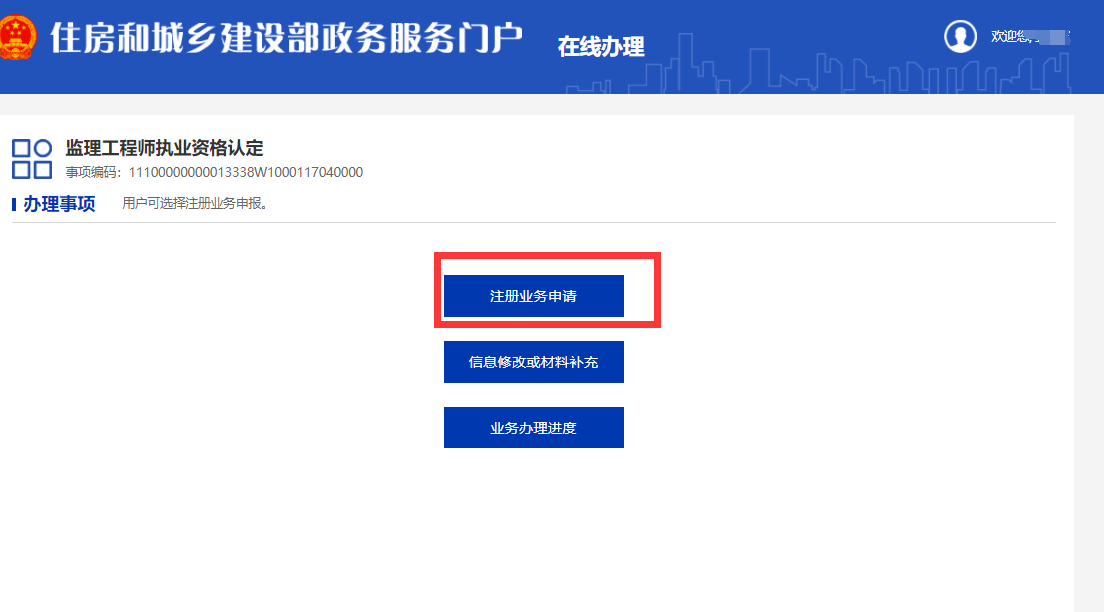 住房和城乡建设部政务服务门户
在线办理
欢迎您
监理工程师执业资格认定
事项编码：11100000000013338W1000117040000
办理事项
用户可选择注册业务申报。
注册业务申请
信息修改或材料补充
业务办理进度